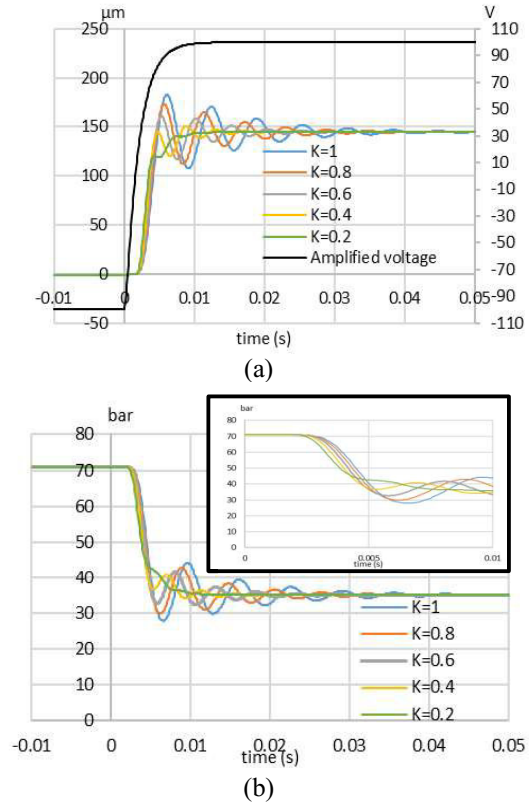 µm V
250 110
90
200 70
50
150 30
K=1 10
100 K=0.8 -10
K=0.6
50 K=0.4 -30
K=0.2 -50
0 Amplified voltage -70
-0.01 0 0.01 0.02 0.03 0.04 0.05 -90
-50 -110
time (s)
(a)
bar
80
70
60
50
40
30
20
10
0
-0.01 0 0.01 0.02 0.03 0.04 0.05
time (s)
K=1
K=0.8
K=0.6
K=0.4
K=0.2
bar
80
70
60
50
40
30
20
10
0
0 0.005 0.01
time (s)
(b)